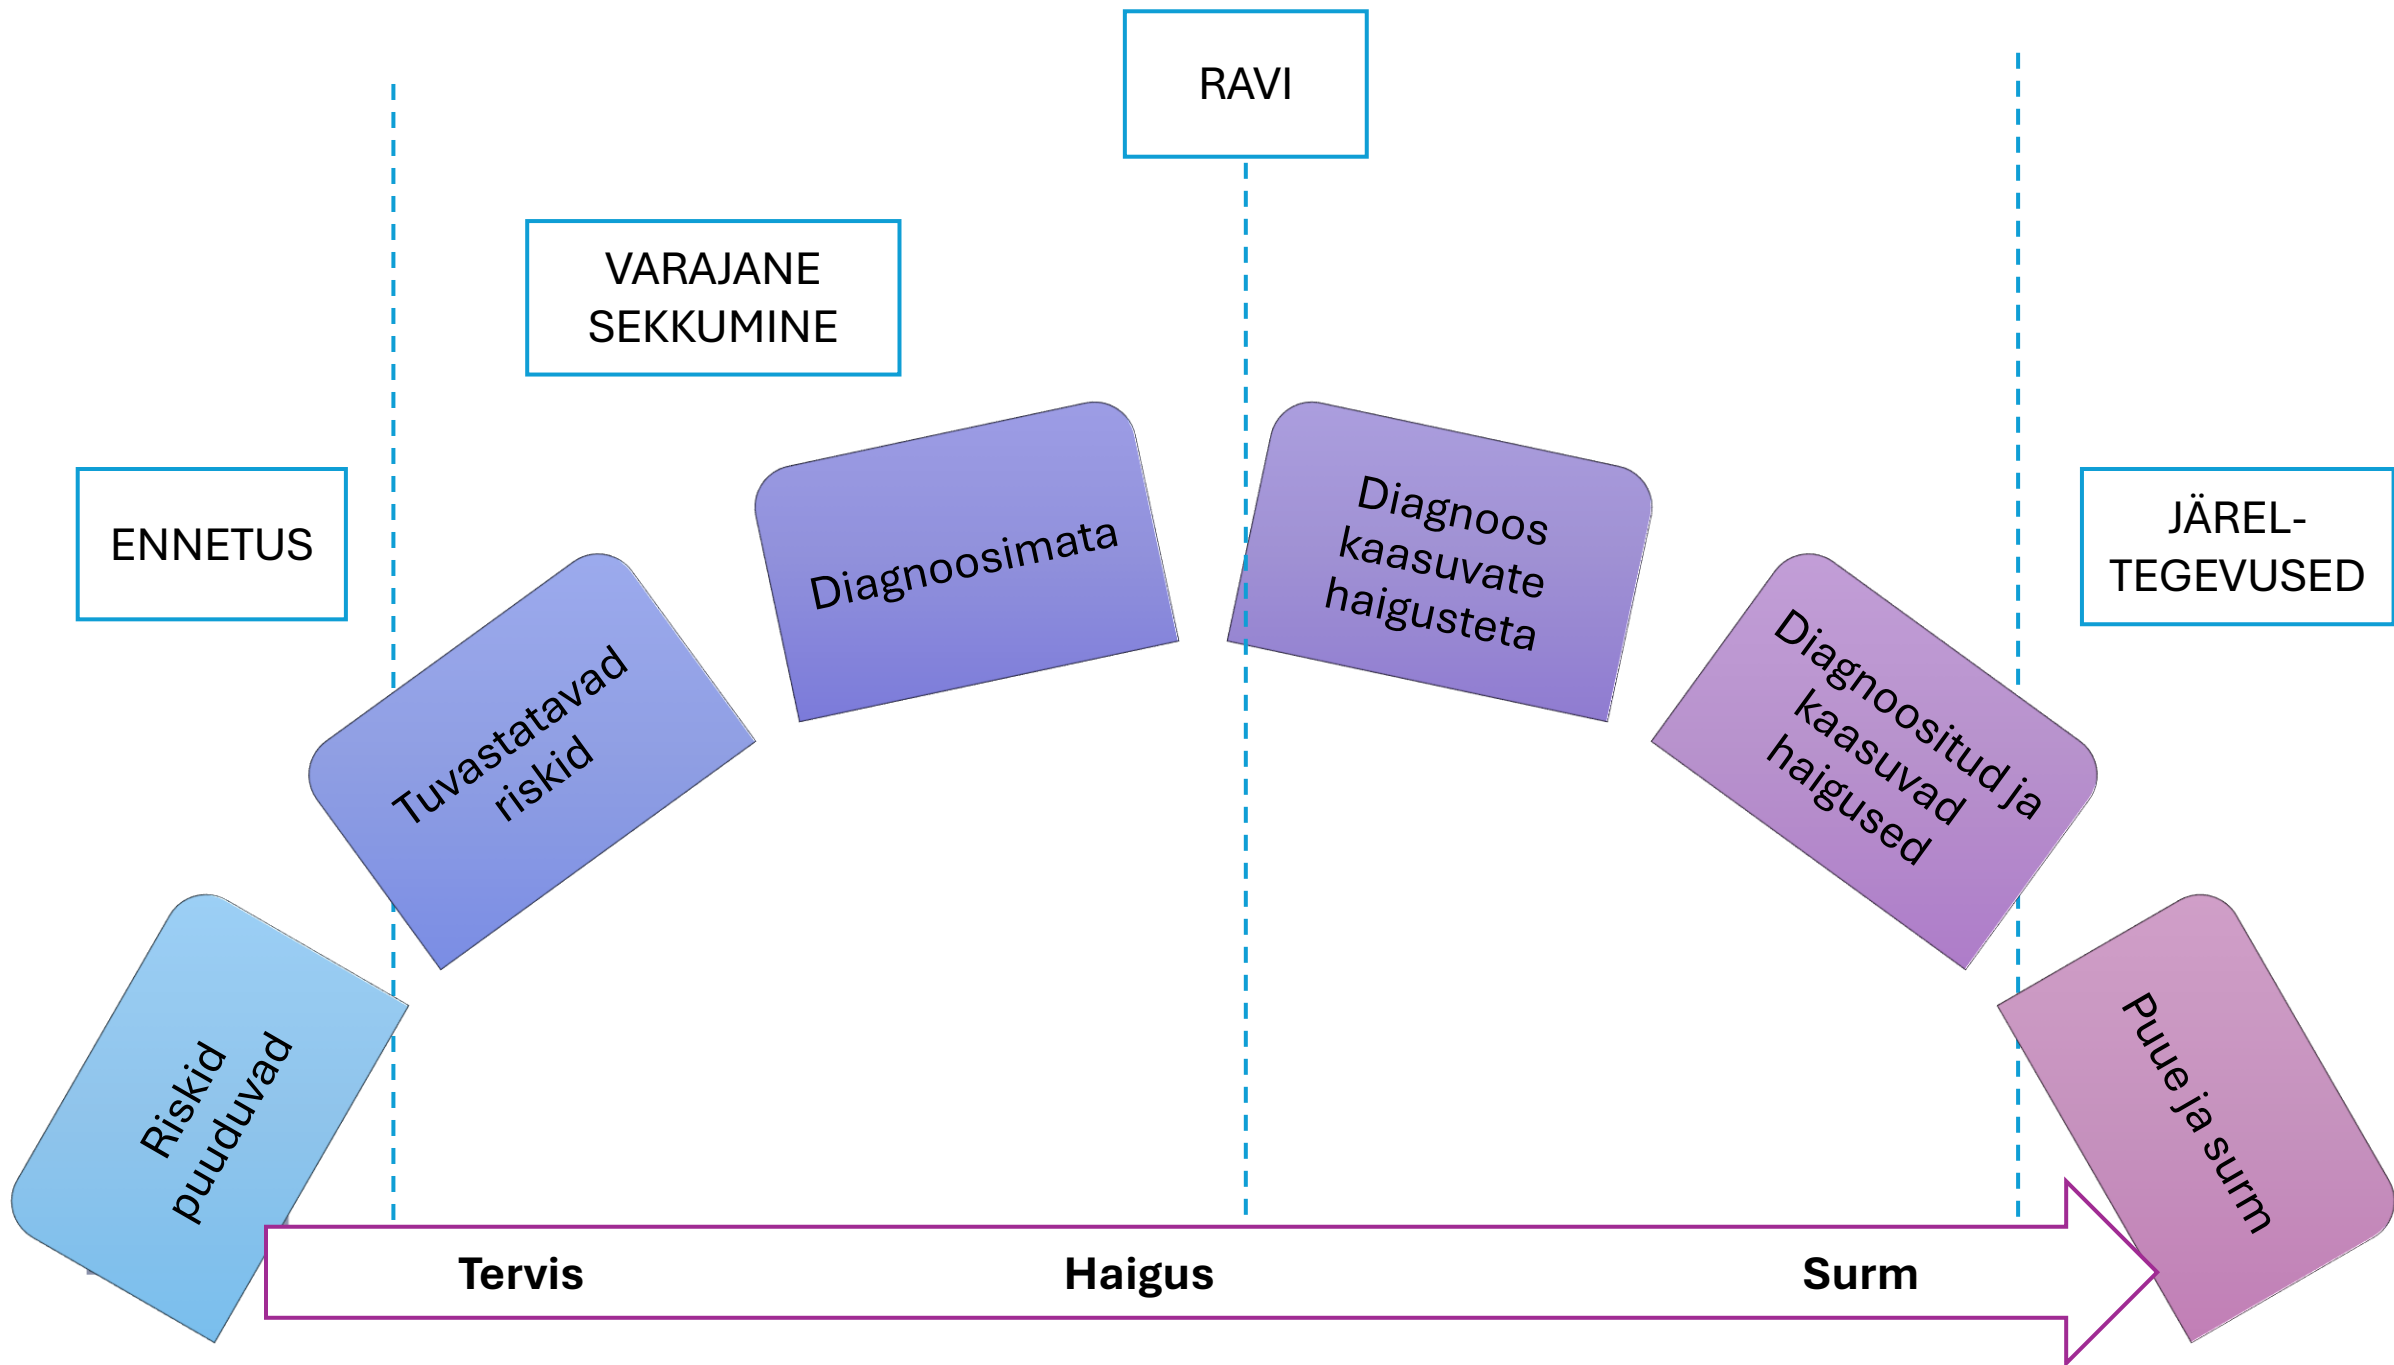 RAVI
VARAJANE
SEKKUMINE
ENNETUS
JÄREL-
TEGEVUSED
Riskid
puuduvad
Tuvastatavad
riskid
Diagnoosimata
Diagnoos
kaasuvate
haigusteta
Diagnoositud ja
kaasuvad
haigused
Puue ja surm
Tervis
Haigus
Surm